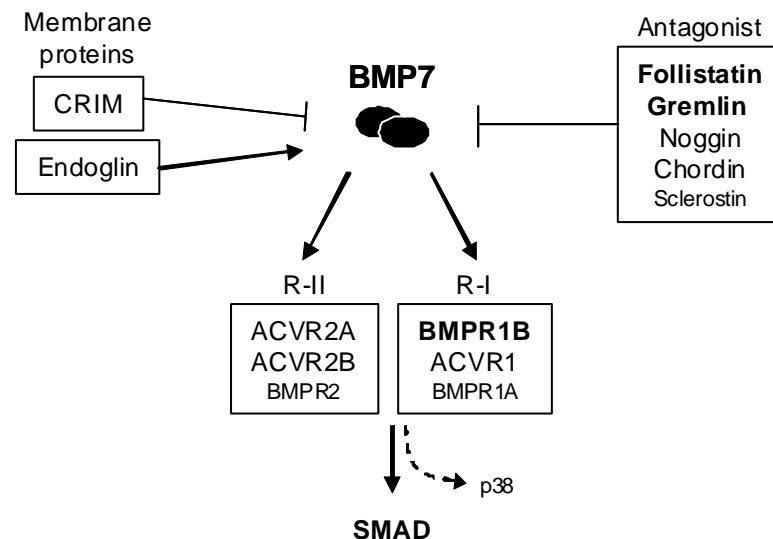 Membrane
proteins
CRIM
Endoglin
BMP7
Antagonist
Follistatin
Gremlin
Noggin
Chordin
Sclerostin
R-II
ACVR2A
ACVR2B
BMPR2
R-I
BMPR1B
ACVR1
BMPR1A
p38
SMAD